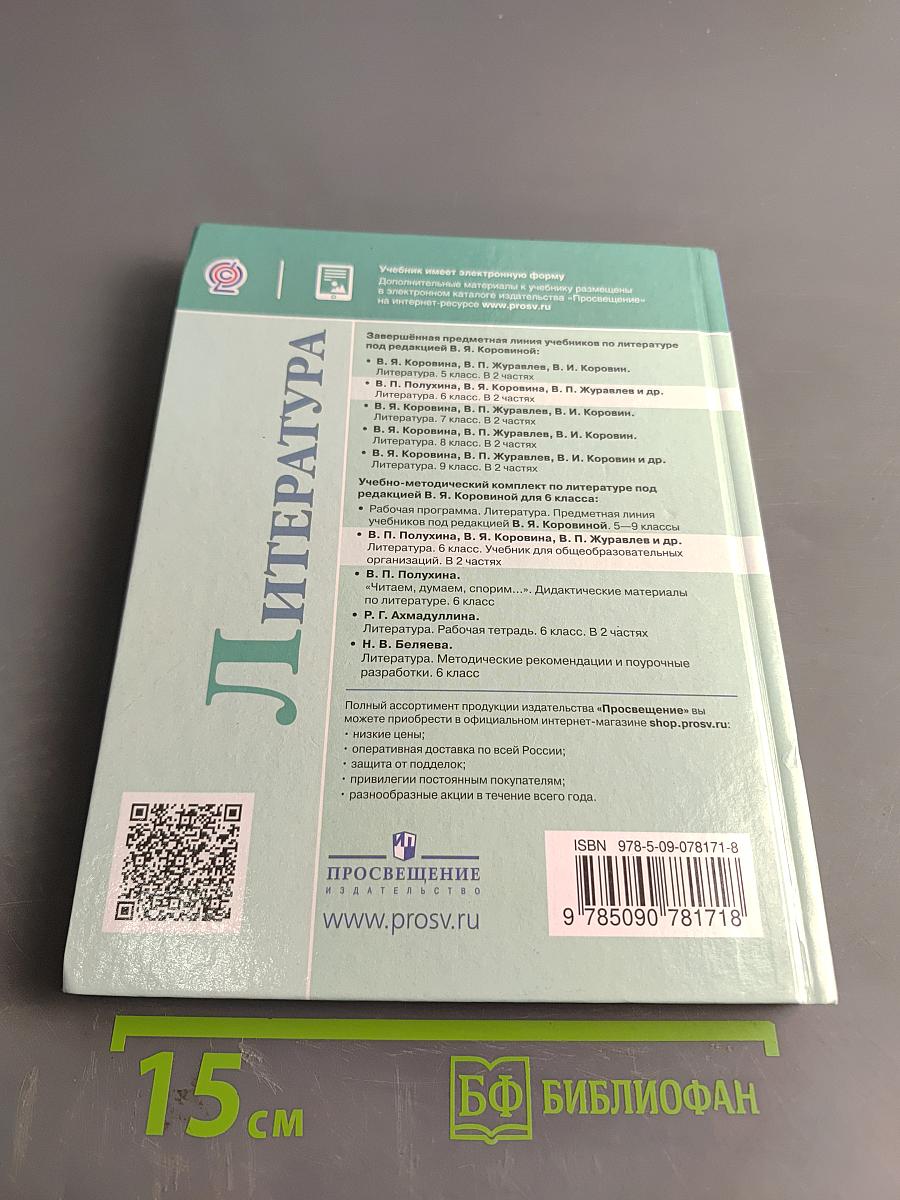 Учебник имеет электронную форму
Дополнительные материалы к учебнику размещены
в электронном каталоге издательства «Просвещение»
на интернет-ресурсе www.prosv.ru
ЛИТЕРАТУРА
Завершённая предметная линия учебников по литературе
под редакцией В. Я. Коровиной:
• В. Я. Коровина, В. П. Журавлев, В. И. Коровин.
Литература. 5 класс. В 2 частях
• В. П. Полухина, В. Я. Коровина, В. П. Журавлев и др.
Литература. 6 класс. В 2 частях
• В. Я. Коровина, В. П. Журавлев, В. И. Коровин.
Литература. 7 класс. В 2 частях
• В. Я. Коровина, В. П. Журавлев, В. И. Коровин.
Литература. 8 класс. В 2 частях
• В. Я. Коровина, В. П. Журавлев, В. И. Коровин и др.
Литература. 9 класс. В 2 частях
Учебно-методический комплект по литературе под
редакцией В. Я. Коровиной для 6 класса:
• Рабочая программа. Литература. Предметная линия
учебников под редакцией В. Я. Коровиной. 5—9 классы
• В. П. Полухина, В. Я. Коровина, В. П. Журавлев и др.
Литература. 6 класс. Учебник для общеобразовательных
организаций. В 2 частях
• В. П. Полухина.
«Читаем, думаем, спорим...». Дидактические материалы
по литературе. 6 класс
• Р. Г. Ахмадуллина.
Литература. Рабочая тетрадь. 6 класс. В 2 частях
• Н. В. Беляева.
Литература. Методические рекомендации и поурочные
разработки. 6 класс
Полный ассортимент продукции издательства «Просвещение» вы
можете приобрести в официальном интернет-магазине shop.prosv.ru:
• низкие цены;
• оперативная доставка по всей России;
• защита от подделок;
• привилегии постоянным покупателям;
• разнообразные акции в течение всего года.
ИП
ПРОСВЕЩЕНИЕ
ИЗДАТЕЛЬСТВО
www.prosv.ru
ISBN 978-5-09-078171-8
9 785090 781718
15 см
БФ БИБЛИОФАН